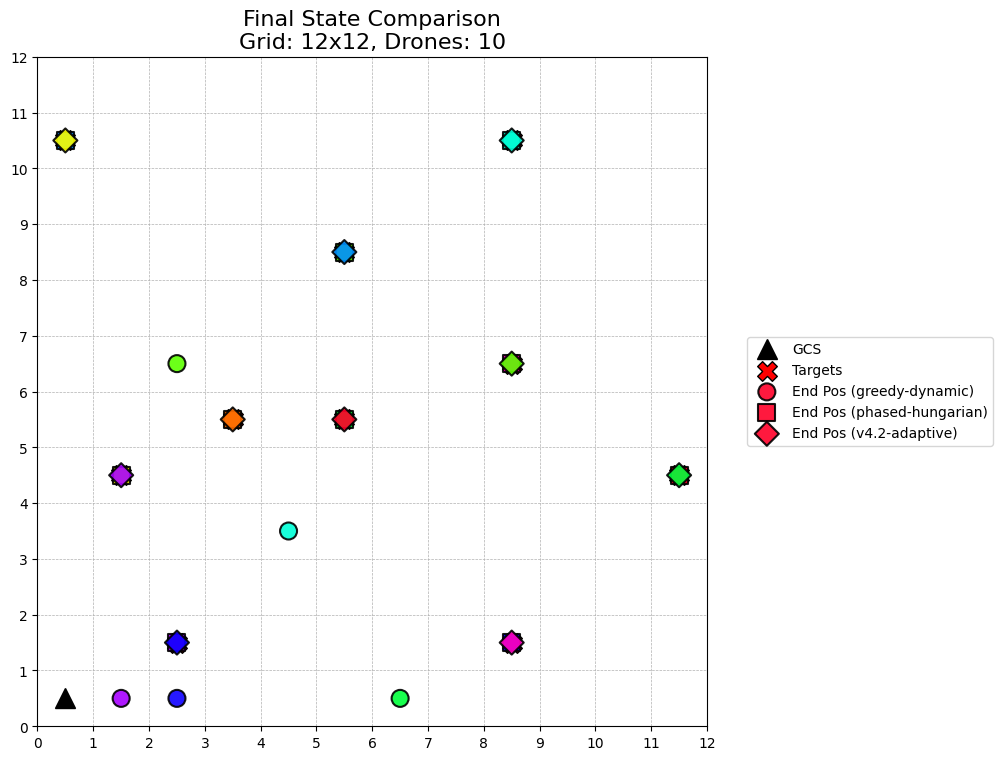 Final State Comparison
Grid: 12x12, Drones: 10
12
11
10
9
8
7
6
5
4
3
2
1
0
0 1 2 3 4 5 6 7 8 9 10 11 12
GCS
Targets
End Pos (greedy-dynamic)
End Pos (phased-hungarian)
End Pos (v4.2-adaptive)